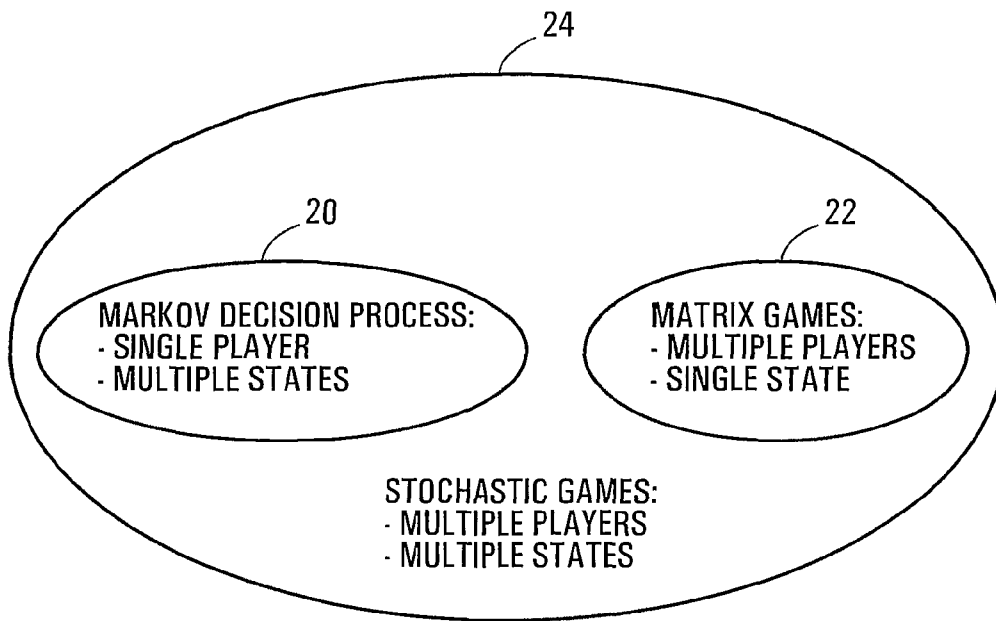 24
20
22
MARKOV DECISION PROCESS:
- SINGLE PLAYER
- MULTIPLE STATES
MATRIX GAMES:
- MULTIPLE PLAYERS
- SINGLE STATE
STOCHASTIC GAMES:
- MULTIPLE PLAYERS
- MULTIPLE STATES